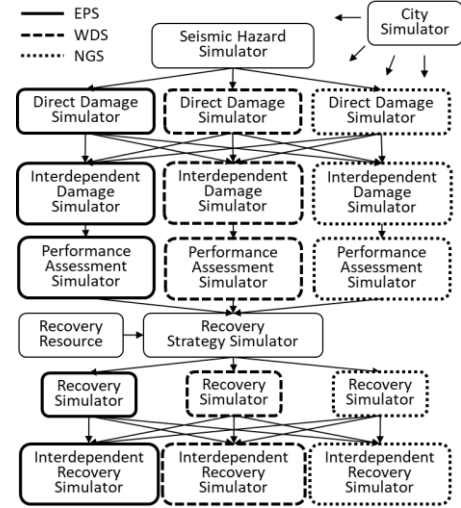 EPS
WDS
NGS
City
Simulator
Seismic Hazard
Simulator
Direct Damage
Simulator
Direct Damage
Simulator
Direct Damage
Simulator
Interdependent
Damage
Simulator
Interdependent
Damage
Simulator
Interdependent
Damage
Simulator
Performance
Assessment
Simulator
Performance
Assessment
Simulator
Performance
Assessment
Simulator
Recovery
Resource
Recovery
Strategy Simulator
Recovery
Simulator
Recovery
Simulator
Recovery
Simulator
Interdependent
Recovery
Simulator
Interdependent
Recovery
Simulator
Interdependent
Recovery
Simulator